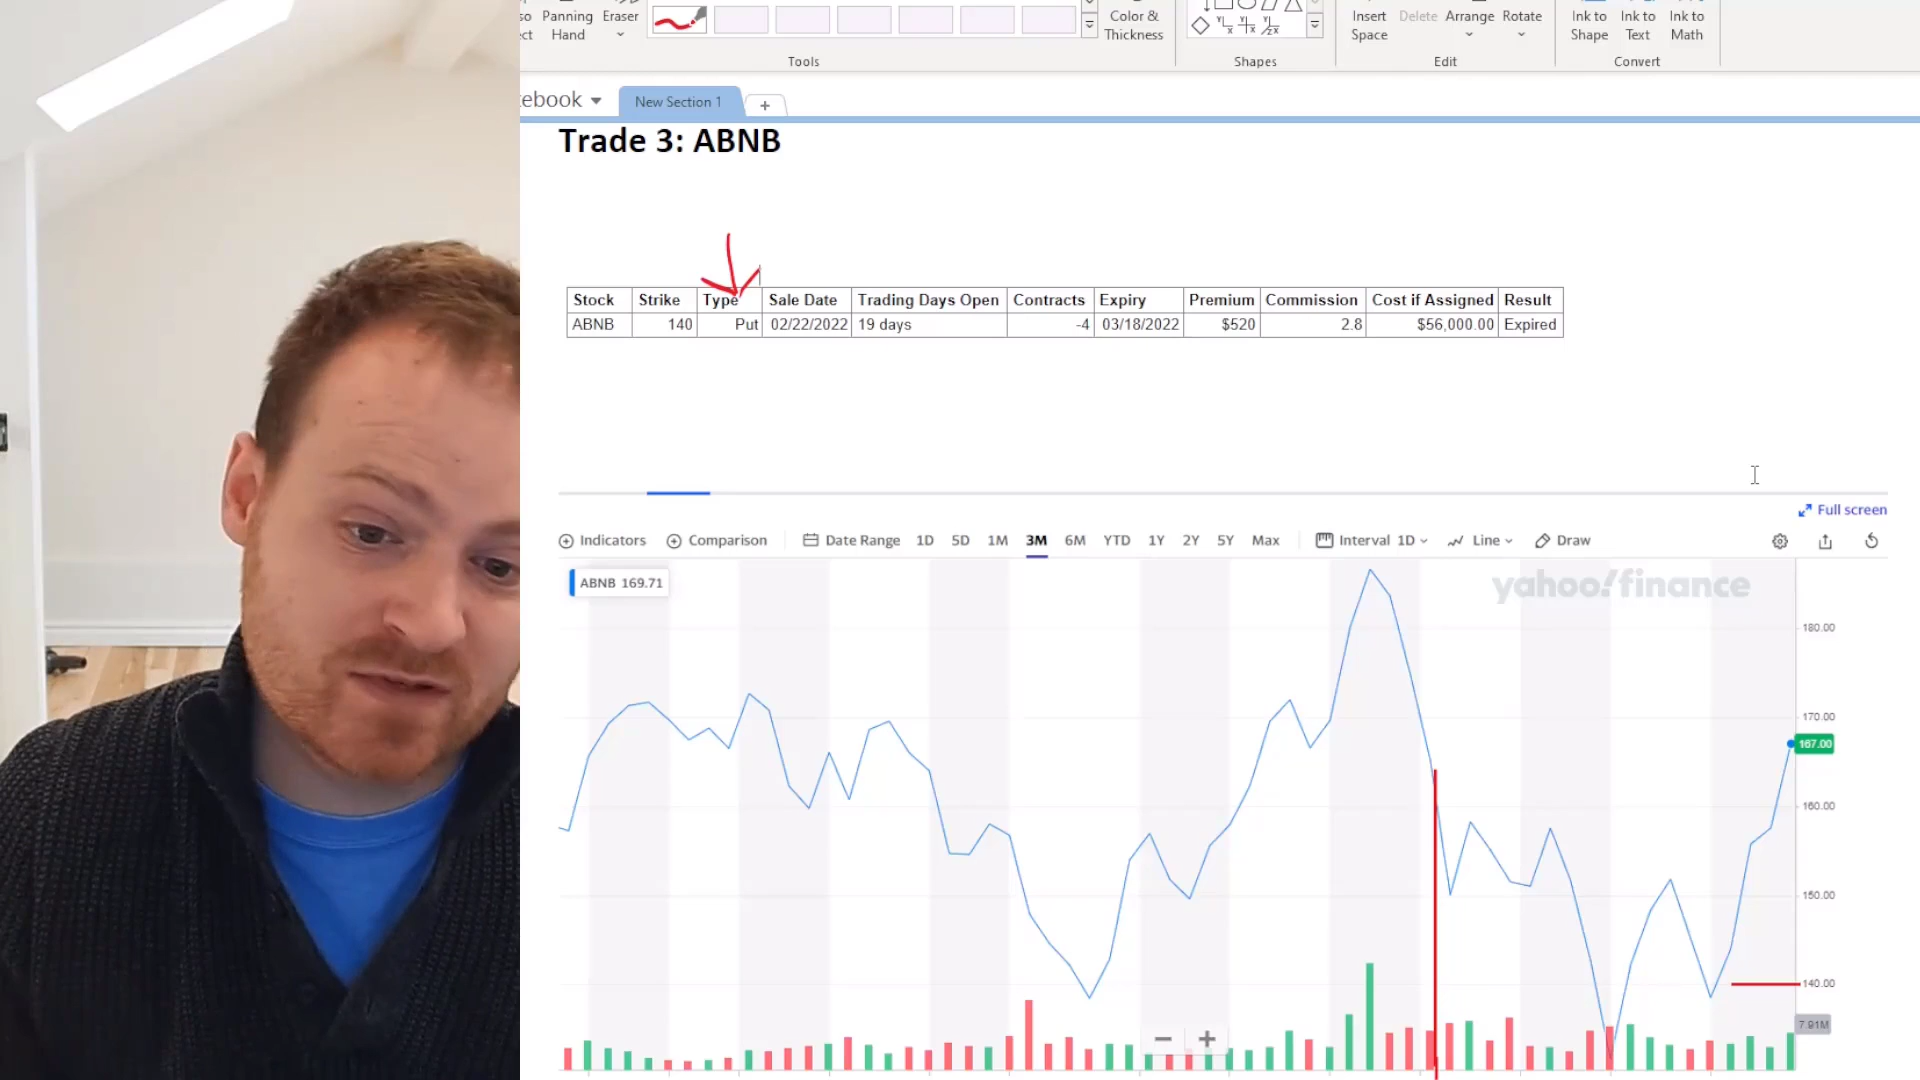 so Panning Eraser Color & Insert Delete Arrange Rotate Ink to Ink to Ink to
ect Hand Thickness Space Shape Text Math
Tools Shapes Edit Convert
tebook New Section 1 +
Trade 3: ABNB
Stock Strike Type Sale Date Trading Days Open Contracts Expiry Premium Commission Cost if Assigned Result
ABNB 140 Put 02/22/2022 19 days -4 03/18/2022 $520 2.8 $56,000.00 Expired
Full screen
Indicators Comparison Date Range 1D 5D 1M 3M 6M YTD 1Y 2Y 5Y Max Interval 1D Line Draw
ABNB 169.71
yahoo!finance
180.00
170.00
167.00
160.00
150.00
140.00
7.91M